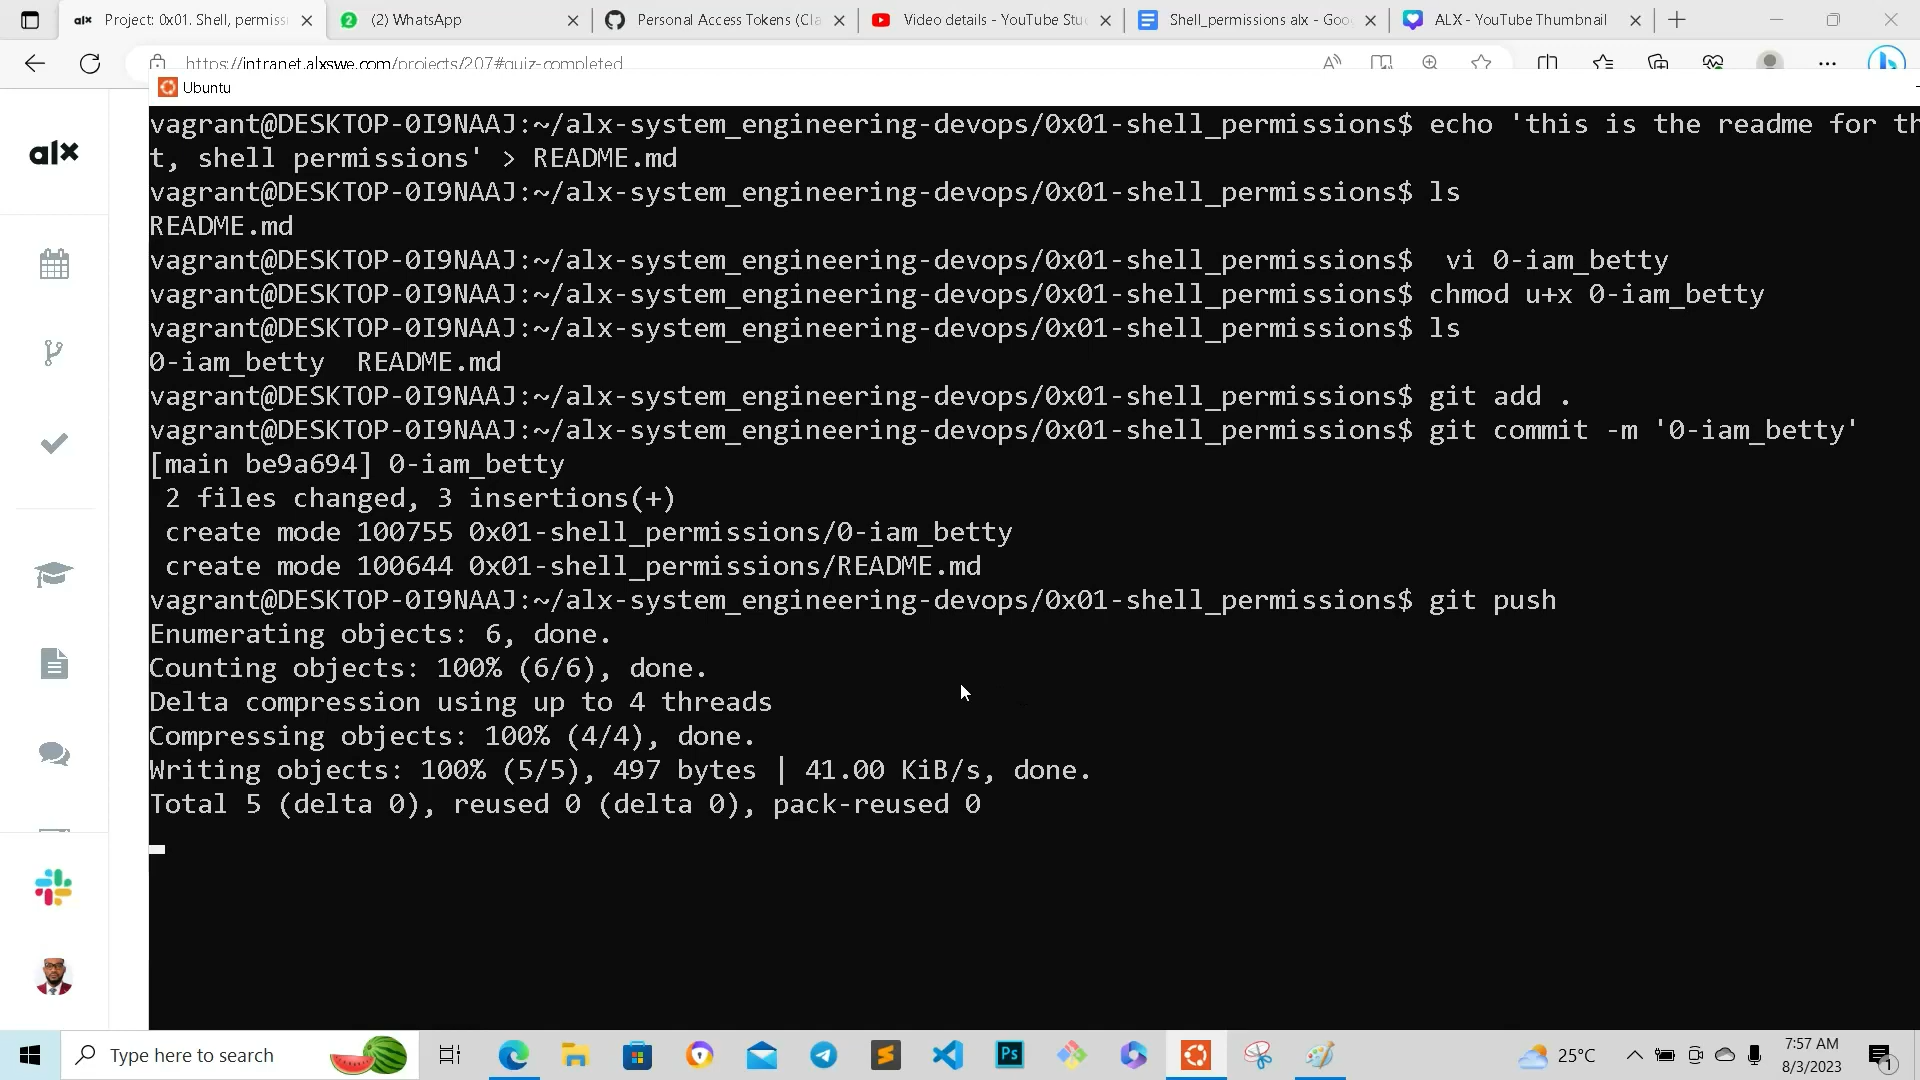 alx Project: 0x01. Shell, permiss
2 (2) WhatsApp
Personal Access Tokens (Cla
Video details - YouTube Stu
Shell_permissions alx - Goo
ALX - YouTube Thumbnail
https://intranet.alxswe.com/projects/207#quiz-completed
Ubuntu
alx
vagrant@DESKTOP-0I9NAAJ:~/alx-system_engineering-devops/0x01-shell_permissions$ echo 'this is the readme for th
t, shell permissions' > README.md
vagrant@DESKTOP-0I9NAAJ:~/alx-system_engineering-devops/0x01-shell_permissions$ ls
README.md
vagrant@DESKTOP-0I9NAAJ:~/alx-system_engineering-devops/0x01-shell_permissions$  vi 0-iam_betty
vagrant@DESKTOP-0I9NAAJ:~/alx-system_engineering-devops/0x01-shell_permissions$ chmod u+x 0-iam_betty
vagrant@DESKTOP-0I9NAAJ:~/alx-system_engineering-devops/0x01-shell_permissions$ ls
0-iam_betty  README.md
vagrant@DESKTOP-0I9NAAJ:~/alx-system_engineering-devops/0x01-shell_permissions$ git add .
vagrant@DESKTOP-0I9NAAJ:~/alx-system_engineering-devops/0x01-shell_permissions$ git commit -m '0-iam_betty'
[main be9a694] 0-iam_betty
 2 files changed, 3 insertions(+)
 create mode 100755 0x01-shell_permissions/0-iam_betty
 create mode 100644 0x01-shell_permissions/README.md
vagrant@DESKTOP-0I9NAAJ:~/alx-system_engineering-devops/0x01-shell_permissions$ git push
Enumerating objects: 6, done.
Counting objects: 100% (6/6), done.
Delta compression using up to 4 threads
Compressing objects: 100% (4/4), done.
Writing objects: 100% (5/5), 497 bytes | 41.00 KiB/s, done.
Total 5 (delta 0), reused 0 (delta 0), pack-reused 0
Type here to search
Ps
25°C
7:57 AM
8/3/2023
1